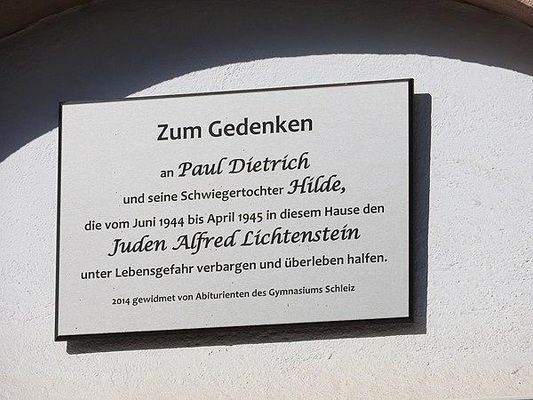 Zum Gedenken
an Paul Dietrich
und seine Schwiegertochter Hilde,
die vom Juni 1944 bis April 1945 in diesem Hause den
Juden Alfred Lichtenstein
unter Lebensgefahr verbargen und überleben halfen.
2014 gewidmet von Abiturienten des Gymnasiums Schleiz